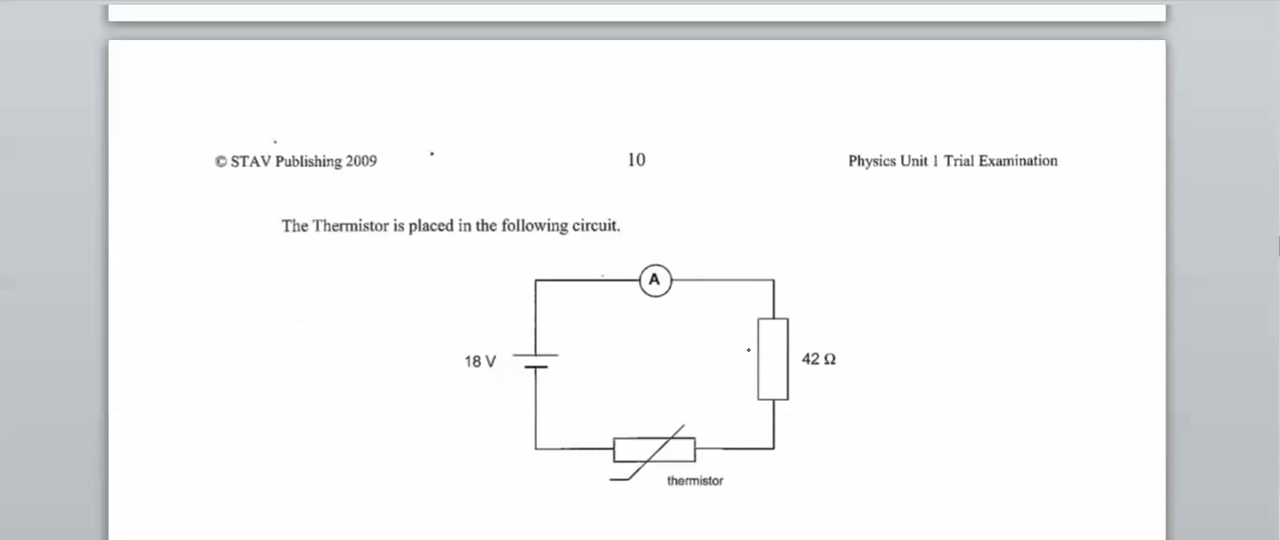 © STAV Publishing 2009 10 Physics Unit 1 Trial Examination
The Thermistor is placed in the following circuit.
A
18 V
42 Ω
thermistor